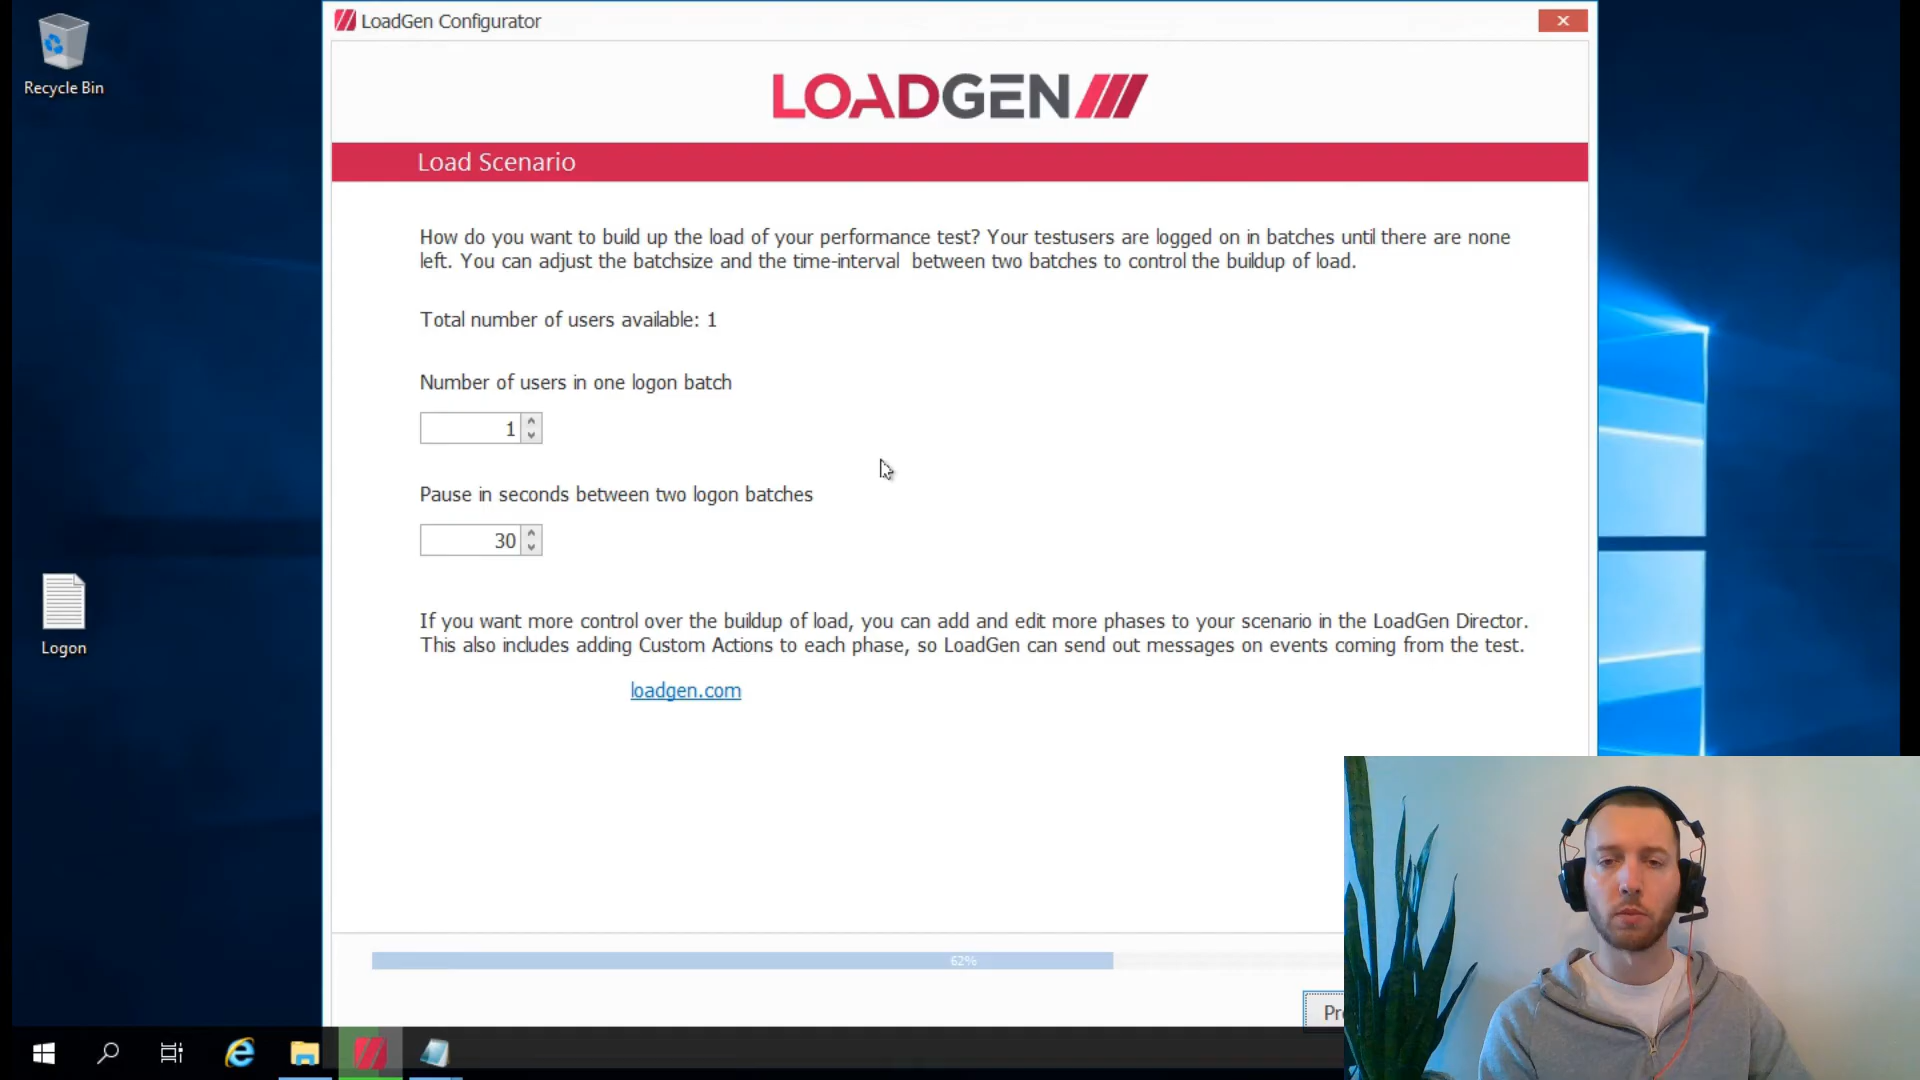 Recycle Bin
LoadGen Configurator
LOADGEN
Load Scenario
How do you want to build up the load of your performance test? Your testusers are logged on in batches until there are none
left. You can adjust the batchsize and the time-interval between two batches to control the buildup of load.
Total number of users available: 1
Number of users in one logon batch
1
Pause in seconds between two logon batches
30
If you want more control over the buildup of load, you can add and edit more phases to your scenario in the LoadGen Director.
This also includes adding Custom Actions to each phase, so LoadGen can send out messages on events coming from the test.
loadgen.com
Logon
62%